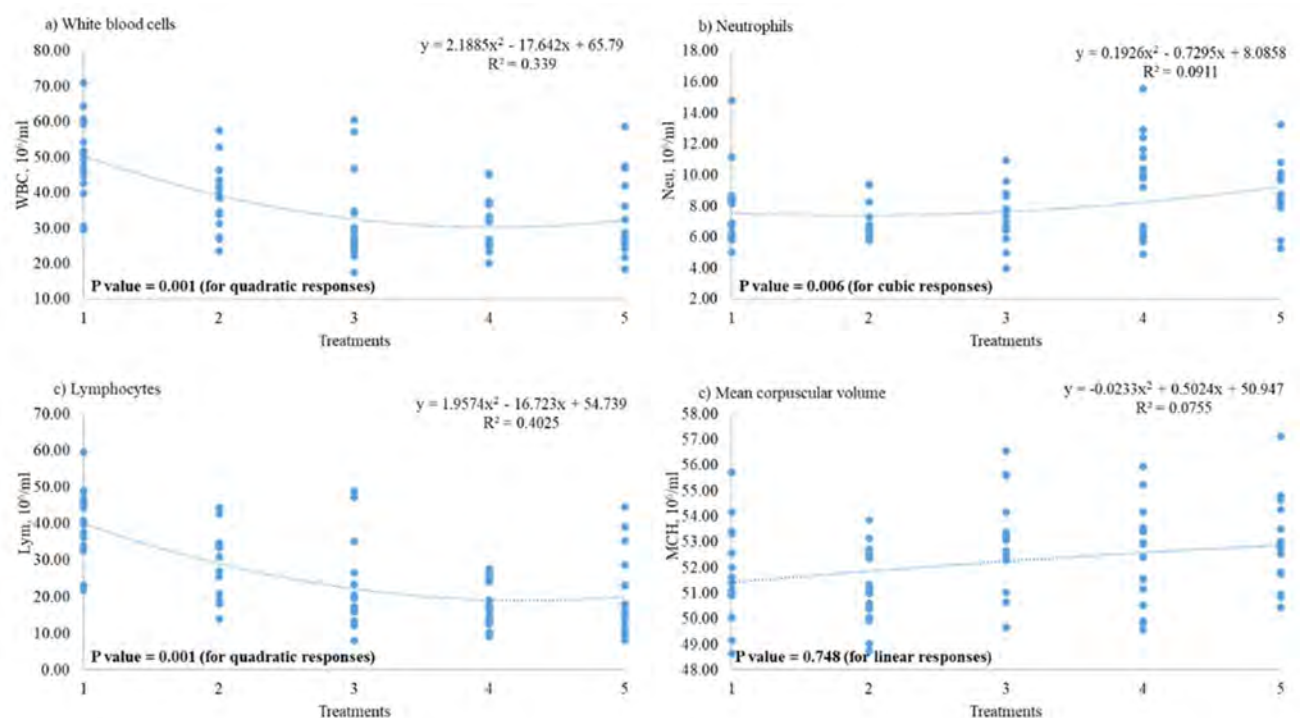 a) White blood cells
y = 2.1885x² - 17.642x + 65.79
R² = 0.339
80.00
70.00
60.00
50.00
40.00
30.00
20.00
10.00
WBC, 10⁶/ml
P value = 0.001 (for quadratic responses)
1 2 3 4 5
Treatments
b) Neutrophils
y = 0.1926x² - 0.7295x + 8.0858
R² = 0.0911
18.00
16.00
14.00
12.00
10.00
8.00
6.00
4.00
2.00
Neu, 10⁶/ml
P value = 0.006 (for cubic responses)
1 2 3 4 5
Treatments
c) Lymphocytes
y = 1.9574x² - 16.723x + 54.739
R² = 0.4025
70.00
60.00
50.00
40.00
30.00
20.00
10.00
0.00
Lym, 10⁶/ml
P value = 0.001 (for quadratic responses)
1 2 3 4 5
Treatments
c) Mean corpuscular volume
y = -0.0233x² + 0.5024x + 50.947
R² = 0.0755
58.00
57.00
56.00
55.00
54.00
53.00
52.00
51.00
50.00
49.00
48.00
MCH, 10⁶/ml
P value = 0.748 (for linear responses)
1 2 3 4 5
Treatments